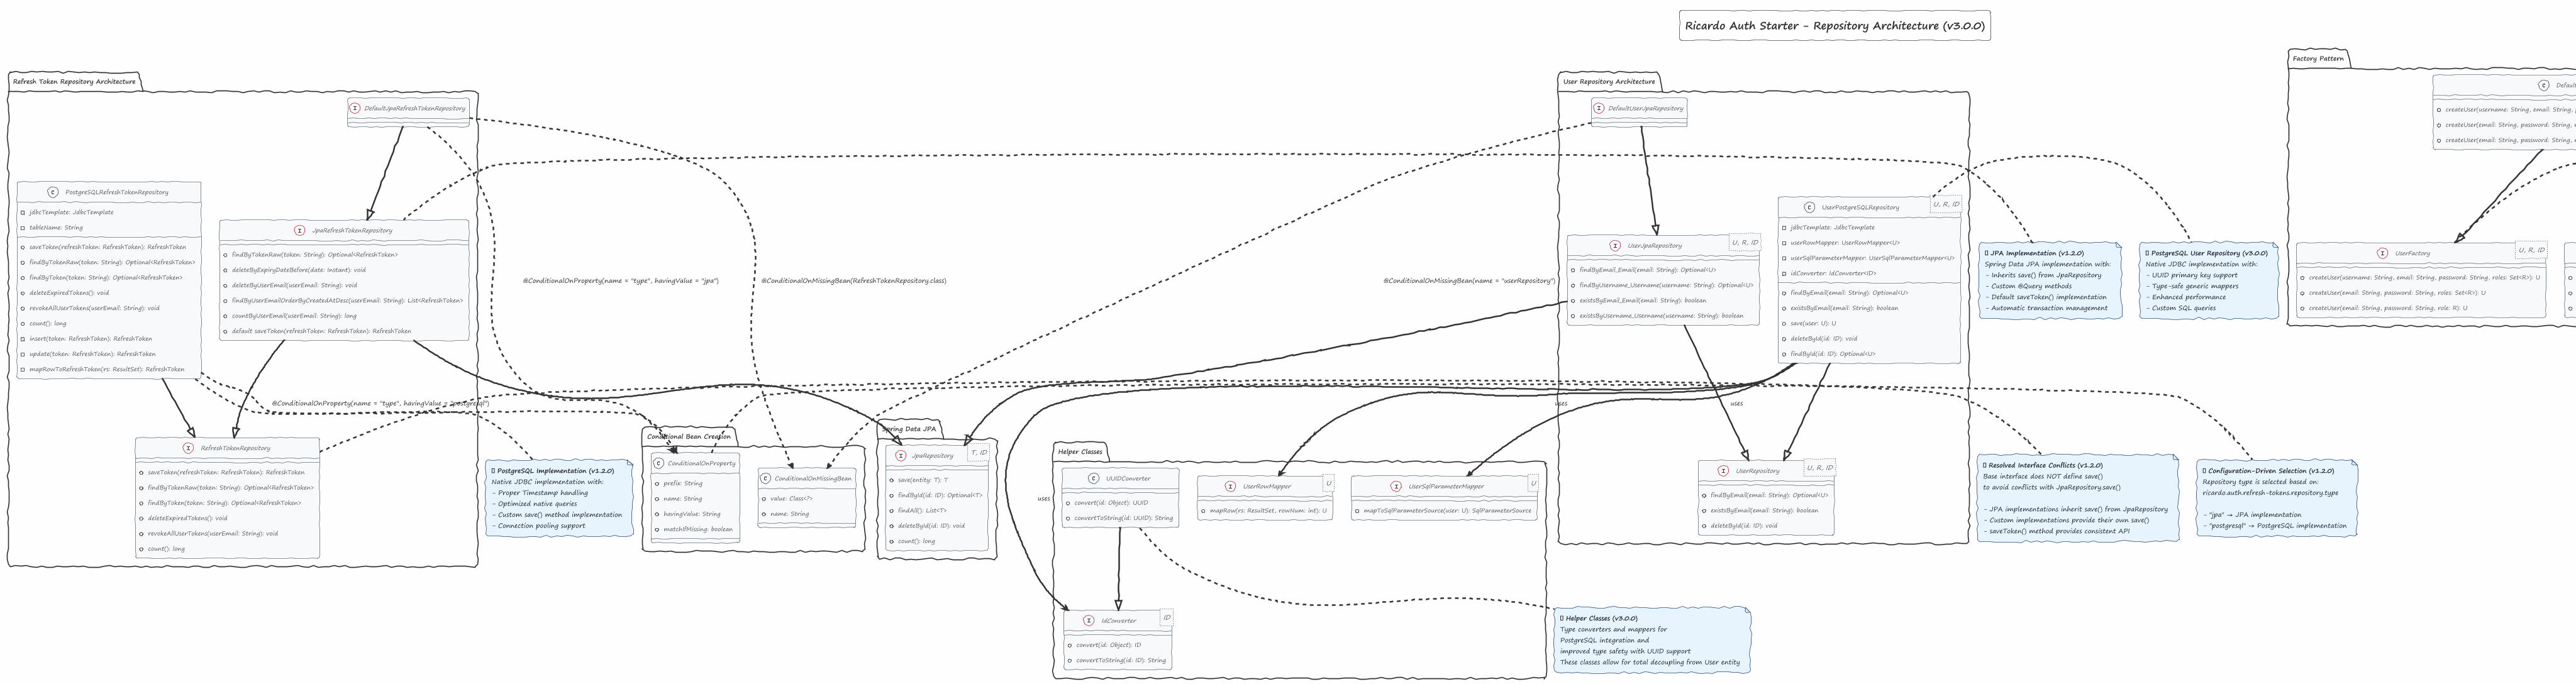 Ricardo Auth Starter - Repository Architecture (v3.0.0)
Refresh Token Repository Architecture
DefaultJpaRefreshTokenRepository
PostgreSQLRefreshTokenRepository
jdbcTemplate: JdbcTemplate
tableName: String
saveToken(refreshToken: RefreshToken): RefreshToken
findByTokenRaw(token: String): Optional<RefreshToken>
findByToken(token: String): Optional<RefreshToken>
deleteExpiredTokens(): void
revokeAllUserTokens(userEmail: String): void
count(): long
insert(token: RefreshToken): RefreshToken
update(token: RefreshToken): RefreshToken
mapRowToRefreshToken(rs: ResultSet): RefreshToken
JpaRefreshTokenRepository
findByTokenRaw(token: String): Optional<RefreshToken>
deleteByExpiryDateBefore(date: Instant): void
deleteByUserEmail(userEmail: String): void
findByUserEmailOrderByCreatedAtDesc(userEmail: String): List<RefreshToken>
countByUserEmail(userEmail: String): long
default saveToken(refreshToken: RefreshToken): RefreshToken
RefreshTokenRepository
saveToken(refreshToken: RefreshToken): RefreshToken
findByTokenRaw(token: String): Optional<RefreshToken>
findByToken(token: String): Optional<RefreshToken>
deleteExpiredTokens(): void
revokeAllUserTokens(userEmail: String): void
count(): long
@ConditionalOnProperty(name = "type", havingValue = "jpa")
@ConditionalOnMissingBean(RefreshTokenRepository.class)
@ConditionalOnMissingBean(name = "userRepository")
@ConditionalOnProperty(name = "type", havingValue = "postgresql")
PostgreSQL Implementation (v1.2.0)
Native JDBC implementation with:
- Proper Timestamp handling
- Optimized native queries
- Custom save() method implementation
- Connection pooling support
Conditional Bean Creation
ConditionalOnProperty
prefix: String
name: String
havingValue: String
matchIfMissing: boolean
ConditionalOnMissingBean
value: Class<?>
name: String
Spring Data JPA
JpaRepository
T, ID
save(entity: T): T
findById(id: ID): Optional<T>
findAll(): List<T>
deleteById(id: ID): void
count(): long
uses
uses
uses
Helper Classes
UUIDConverter
convert(id: Object): UUID
convertToString(id: UUID): String
UserRowMapper
U
mapRow(rs: ResultSet, rowNum: int): U
UserSqlParameterMapper
U
mapToSqlParameterSource(user: U): SqlParameterSource
IdConverter
ID
convert(id: Object): ID
convertToString(id: ID): String
Helper Classes (v3.0.0)
Type converters and mappers for
PostgreSQL integration and
improved type safety with UUID support
These classes allow for total decoupling from User entity
User Repository Architecture
DefaultUserJpaRepository
UserJpaRepository
U, R, ID
findByEmail_Email(email: String): Optional<U>
findByUsername_Username(username: String): Optional<U>
existsByEmail_Email(email: String): boolean
existsByUsername_Username(username: String): boolean
UserPostgreSQLRepository
U, R, ID
jdbcTemplate: JdbcTemplate
userRowMapper: UserRowMapper<U>
userSqlParameterMapper: UserSqlParameterMapper<U>
idConverter: IdConverter<ID>
findByEmail(email: String): Optional<U>
existsByEmail(email: String): boolean
save(user: U): U
deleteById(id: ID): void
findById(id: ID): Optional<U>
UserRepository
U, R, ID
findByEmail(email: String): Optional<U>
existsByEmail(email: String): boolean
deleteById(id: ID): void
JPA Implementation (v1.2.0)
Spring Data JPA implementation with:
- Inherits save() from JpaRepository
- Custom @Query methods
- Default saveToken() implementation
- Automatic transaction management
PostgreSQL User Repository (v3.0.0)
Native JDBC implementation with:
- UUID primary key support
- Type-safe generic mappers
- Enhanced performance
- Custom SQL queries
Resolved Interface Conflicts (v1.2.0)
Base interface does NOT define save()
to avoid conflicts with JpaRepository.save()
- JPA implementations inherit save() from JpaRepository
- Custom implementations provide their own save()
- saveToken() method provides consistent API
Configuration-Driven Selection (v1.2.0)
Repository type is selected based on:
ricardo.auth.refresh-tokens.repository.type
- "jpa" → JPA implementation
- "postgresql" → PostgreSQL implementation
Factory Pattern
createUser(username: String, email: String,
createUser(email: String, password: String,
createUser(email: String, password: String,
UserFactory
U, R, ID
createUser(username: String, email: String, password: String, roles: Set<R>): U
createUser(email: String, password: String, roles: Set<R>): U
createUser(email: String, password: String, role: R): U